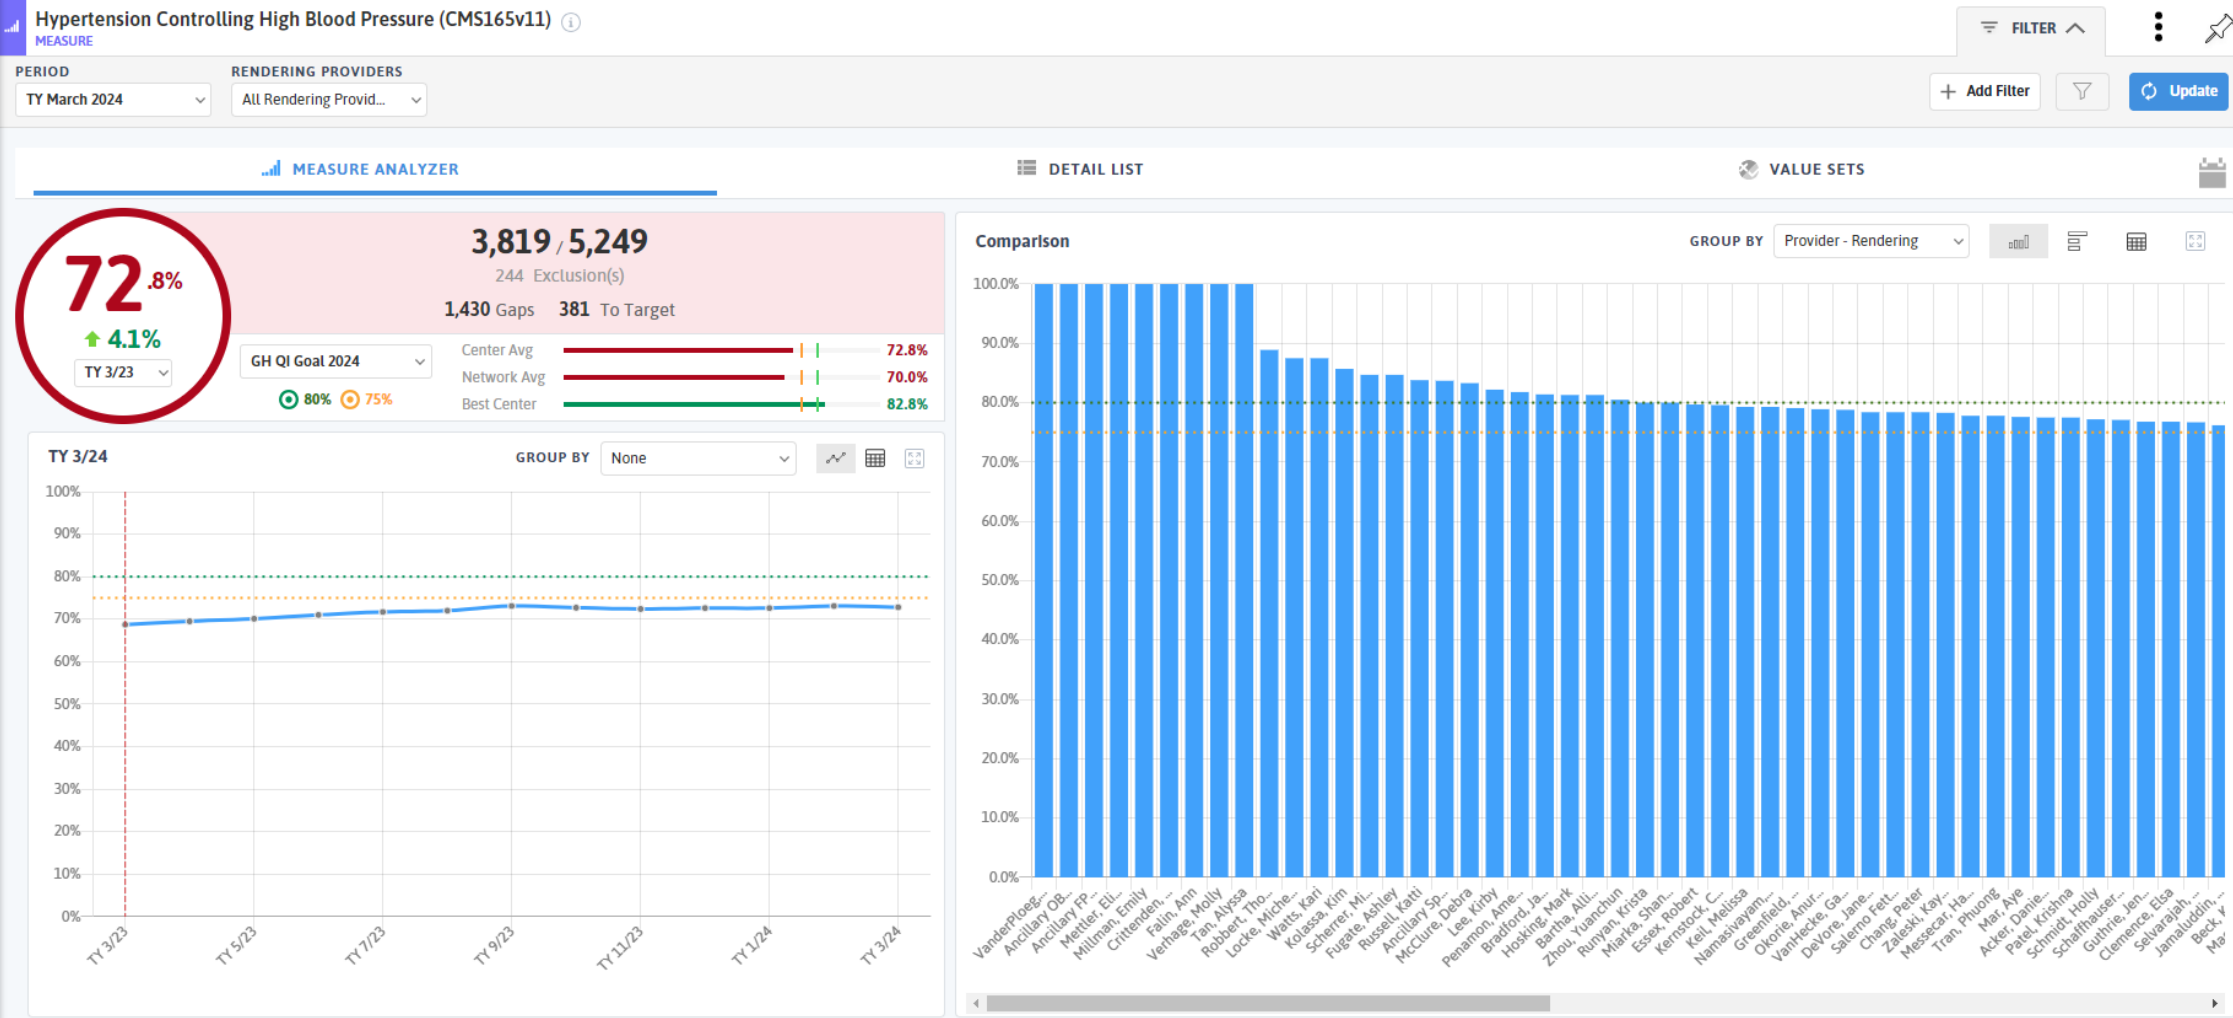 Hypertension Controlling High Blood Pressure (CMS165v11)
MEASURE
FILTER
PERIOD
RENDERING PROVIDERS
TY March 2024
All Rendering Provid...
Add Filter
Update
MEASURE ANALYZER
DETAIL LIST
VALUE SETS
72.8%
4.1%
TY 3/23
3,819 / 5,249
244 Exclusion(s)
1,430 Gaps 381 To Target
GH QI Goal 2024
80% 75%
Center Avg 72.8%
Network Avg 70.0%
Best Center 82.8%
TY 3/24
GROUP BY None
100%
90%
80%
70%
60%
50%
40%
30%
20%
10%
0%
TY 3/23
TY 5/23
TY 7/23
TY 9/23
TY 11/23
TY 1/24
TY 3/24
Comparison
GROUP BY Provider - Rendering
100.0%
90.0%
80.0%
70.0%
60.0%
50.0%
40.0%
30.0%
20.0%
10.0%
0.0%
VanderPloeg,...
Ancillary OB...
Ancillary FP...
Mettler, Eli...
Millman, Emily
Crittenden, ...
Falin, Ann
Verhage, Molly
Tan, Alyssa
Robbert, Tho...
Locke, Miche...
Watts, Kari
Kolassa, Kim
Scherrer, Mi...
Fugate, Ashley
Russell, Katti
Ancillary Sp...
McClure, Debra
Lee, Kirby
Penamon, Ame...
Bradford, Ja...
Hosking, Mark
Bartha, Alli...
Zhou, Yuanchun
Runyan, Krista
Miarka, Shan...
Essex, Robert
Kernstock, C...
Keil, Melissa
Namasivayam,...
Greenfield, ...
Okorie, Anur...
VanHecke, Ga...
DeVore, Jane...
Salerno Fett...
Chang, Peter
Zaleski, Kay...
Messecar, Ha...
Tran, Phuong
Mar, Aye
Acker, Danie...
Patel, Krishna
Schmidt, Holly
Schaffhauser...
Guthrie, Jen...
Clemence, Elsa
Selvarajah, ...
Jamaluddin, ...
Beck, K
Ma